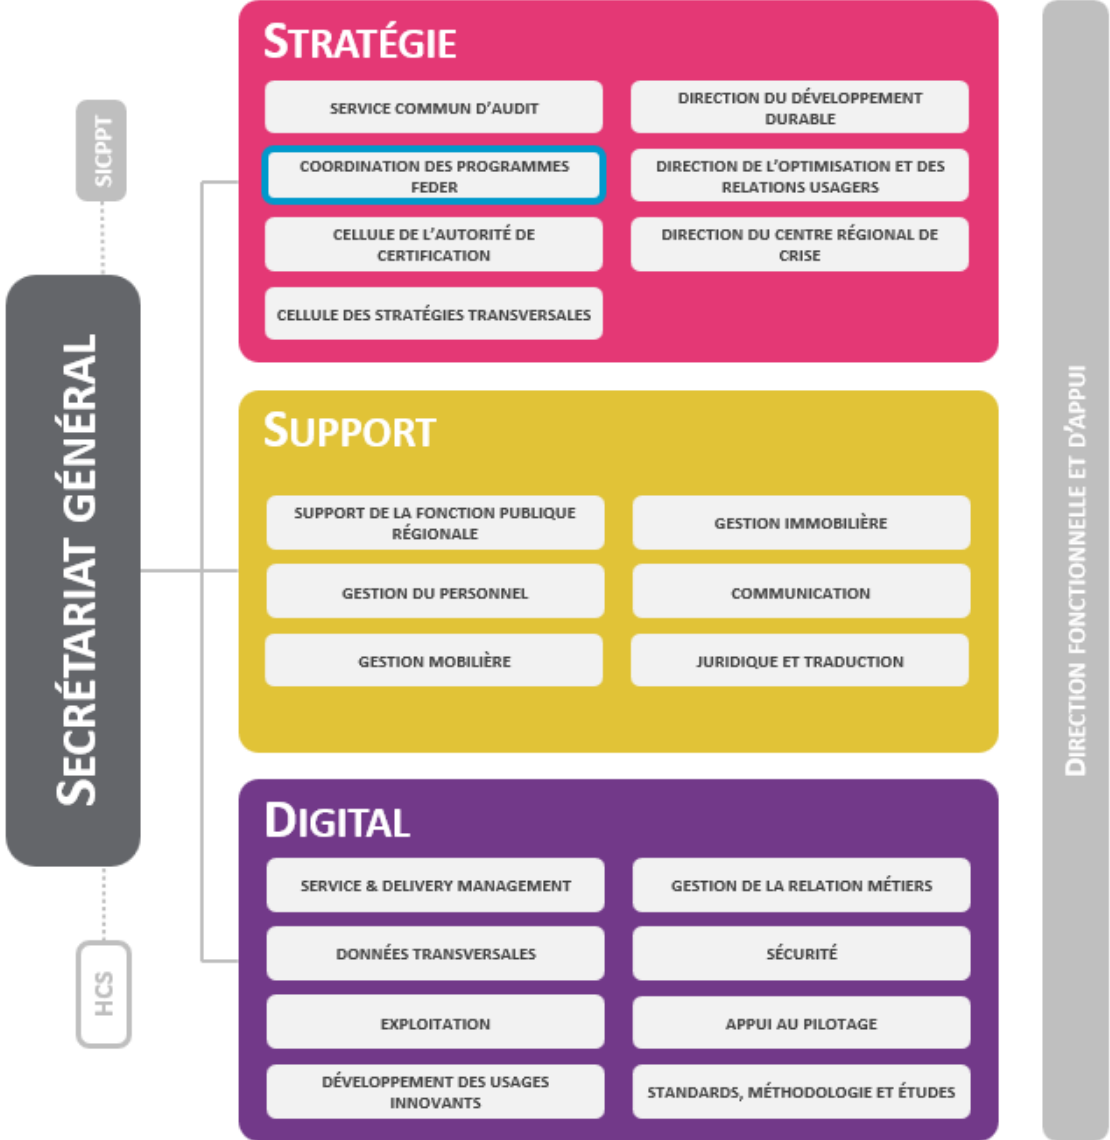 SICPPT
SECRÉTARIAT GÉNÉRAL
HCS
STRATÉGIE
SERVICE COMMUN D'AUDIT
COORDINATION DES PROGRAMMES
FEDER
CELLULE DE L'AUTORITÉ DE
CERTIFICATION
CELLULE DES STRATÉGIES TRANSVERSALES
DIRECTION DU DÉVELOPPEMENT
DURABLE
DIRECTION DE L'OPTIMISATION ET DES
RELATIONS USAGERS
DIRECTION DU CENTRE RÉGIONAL DE
CRISE
SUPPORT
SUPPORT DE LA FONCTION PUBLIQUE
RÉGIONALE
GESTION DU PERSONNEL
GESTION MOBILIÈRE
GESTION IMMOBILIÈRE
COMMUNICATION
JURIDIQUE ET TRADUCTION
DIGITAL
SERVICE & DELIVERY MANAGEMENT
DONNÉES TRANSVERSALES
EXPLOITATION
DÉVELOPPEMENT DES USAGES
INNOVANTS
GESTION DE LA RELATION MÉTIERS
SÉCURITÉ
APPUI AU PILOTAGE
STANDARDS, MÉTHODOLOGIE ET ÉTUDES
DIRECTION FONCTIONNELLE ET D'APPUI